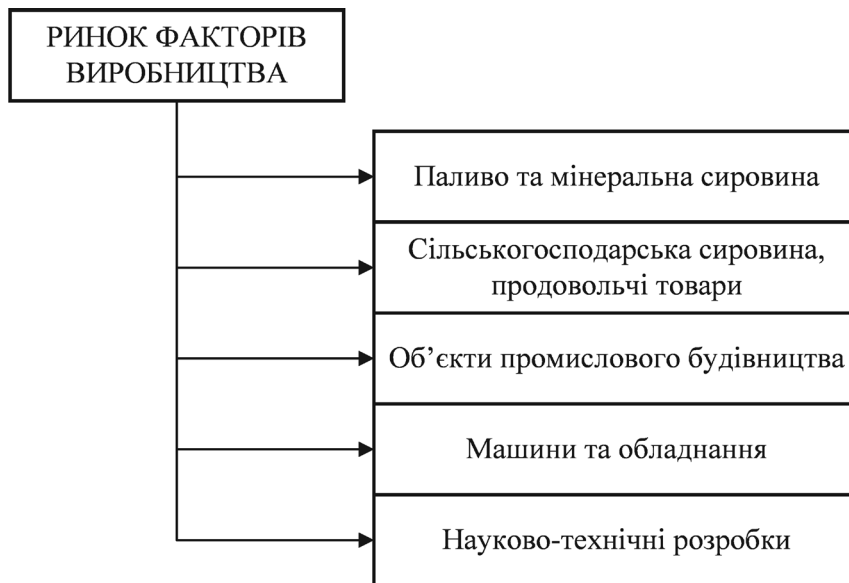 РИНОК ФАКТОРІВ
ВИРОБНИЦТВА
Паливо та мінеральна сировина
Сільськогосподарська сировина,
продовольчі товари
Об’єкти промислового будівництва
Машини та обладнання
Науково-технічні розробки